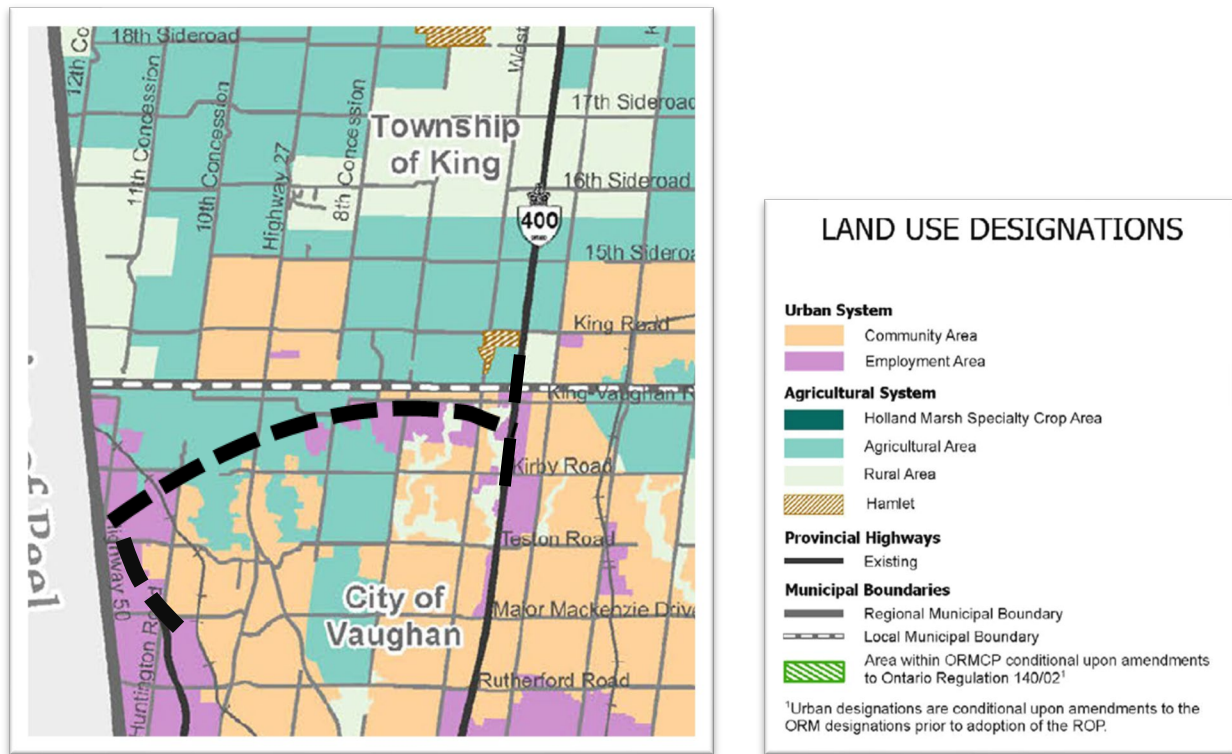 18th Sideroad
12th Co
West
17th Sideroad
11th Concession
10th Concession
Highway 27
8th Concession
Township
of King
16th Sideroad
400
15th Sideroa
King Road
King-Vaughan R
Kirby Road
of Peel
Highway 50
Teston Road
City of
Vaughan
Major Mackenzie Driv
Huntington Ro
Rutherford Road
LAND USE DESIGNATIONS
Urban System
Community Area
Employment Area
Agricultural System
Holland Marsh Specialty Crop Area
Agricultural Area
Rural Area
Hamlet
Provincial Highways
Existing
Municipal Boundaries
Regional Municipal Boundary
Local Municipal Boundary
Area within ORMCP conditional upon amendments
to Ontario Regulation 140/02¹
¹Urban designations are conditional upon amendments to the
ORM designations prior to adoption of the ROP.